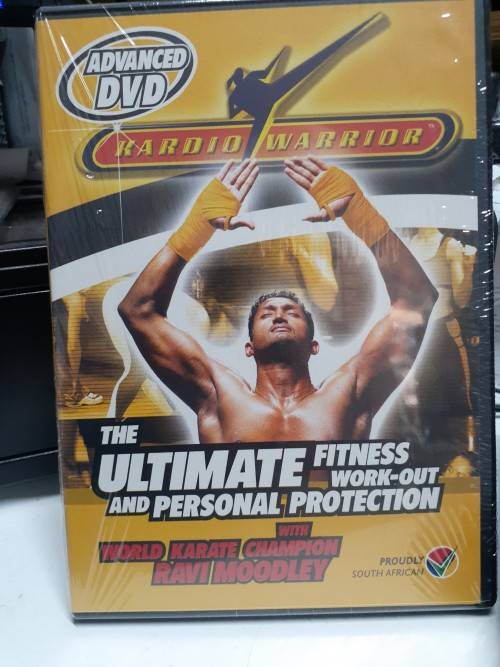 ADVANCED
DVD
KARDIO WARRIOR™
THE
ULTIMATE FITNESS
WORK-OUT
AND PERSONAL PROTECTION
WITH
WORLD KARATE CHAMPION
RAVI MOODLEY
PROUDLY
SOUTH AFRICAN